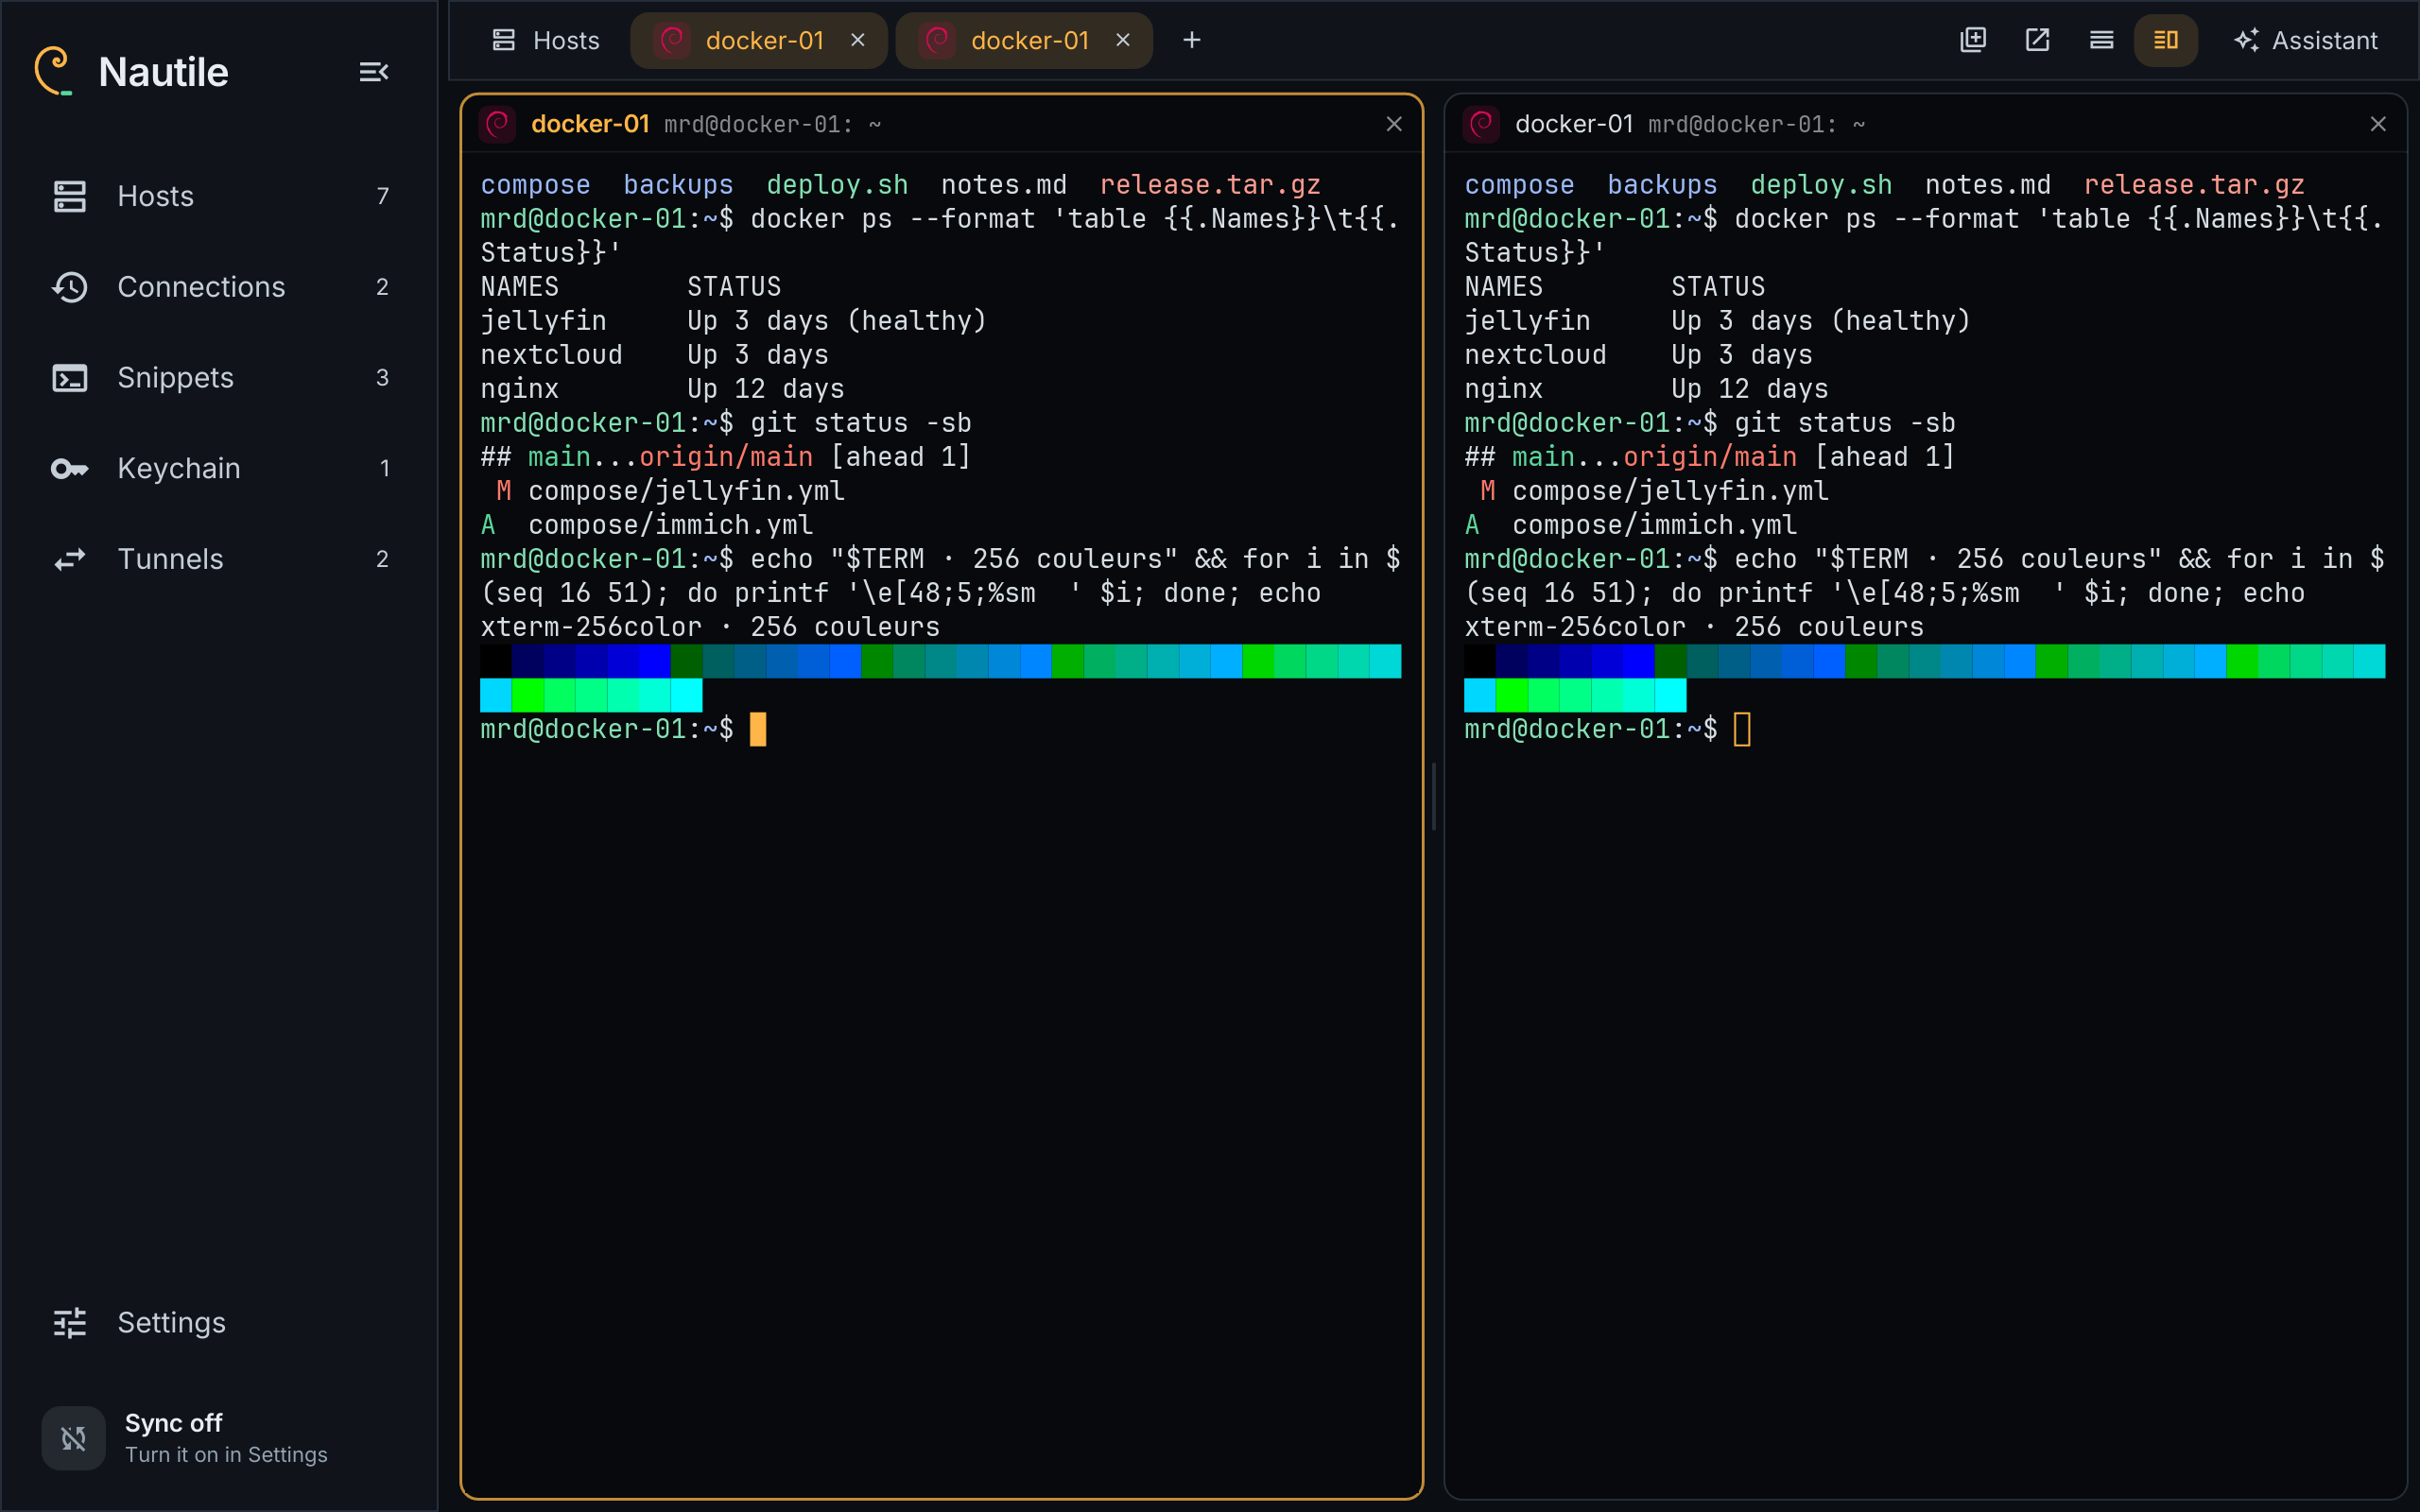 Nautile
Hosts 7
Connections 2
Snippets 3
Keychain 1
Tunnels 2
Settings
Sync off
Turn it on in Settings
Hosts docker-01 docker-01 Assistant
docker-01 mrd@docker-01: ~
compose  backups  deploy.sh  notes.md  release.tar.gz
mrd@docker-01:~$ docker ps --format 'table {{.Names}}\t{{.
Status}}'
NAMES        STATUS
jellyfin     Up 3 days (healthy)
nextcloud    Up 3 days
nginx        Up 12 days
mrd@docker-01:~$ git status -sb
## main...origin/main [ahead 1]
 M compose/jellyfin.yml
A  compose/immich.yml
mrd@docker-01:~$ echo "$TERM · 256 couleurs" && for i in $
(seq 16 51); do printf '\e[48;5;%sm  ' $i; done; echo
xterm-256color · 256 couleurs
mrd@docker-01:~$
docker-01 mrd@docker-01: ~
compose  backups  deploy.sh  notes.md  release.tar.gz
mrd@docker-01:~$ docker ps --format 'table {{.Names}}\t{{.
Status}}'
NAMES        STATUS
jellyfin     Up 3 days (healthy)
nextcloud    Up 3 days
nginx        Up 12 days
mrd@docker-01:~$ git status -sb
## main...origin/main [ahead 1]
 M compose/jellyfin.yml
A  compose/immich.yml
mrd@docker-01:~$ echo "$TERM · 256 couleurs" && for i in $
(seq 16 51); do printf '\e[48;5;%sm  ' $i; done; echo
xterm-256color · 256 couleurs
mrd@docker-01:~$